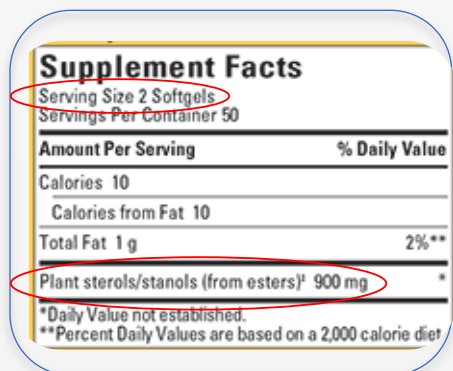 Supplement Facts
Serving Size 2 Softgels
Servings Per Container 50
Amount Per Serving % Daily Value
Calories 10
Calories from Fat 10
Total Fat 1 g 2%**
Plant sterols/stanols (from esters)‡ 900 mg *
*Daily Value not established.
**Percent Daily Values are based on a 2,000 calorie diet